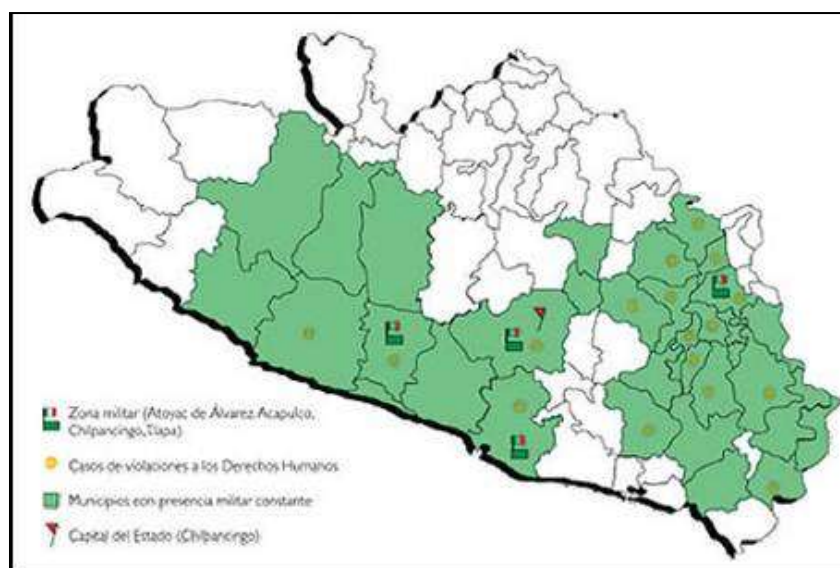 Zona militar (Atoyac de Álvarez Acapulco,
Chilpancingo,Tlapa)
Casos de violaciones a los Derechos Humanos
Municipios con presencia militar constante
Capital del Estado (Chilpancingo)